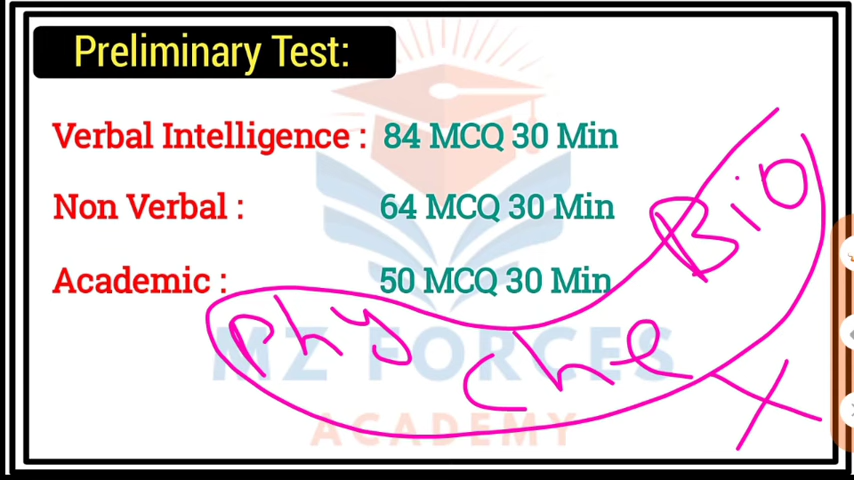 Preliminary Test:
Verbal Intelligence : 84 MCQ 30 Min
Non Verbal : 64 MCQ 30 Min
Academic : 50 MCQ 30 Min
Phy Che Bio
MZ FORCES
ACADEMY